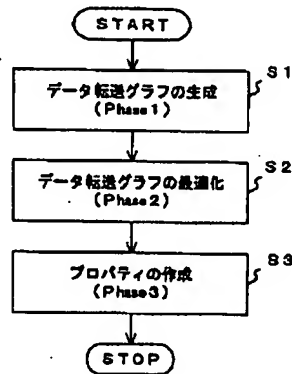 START
データ転送グラフの生成
(Phase1)
S1
データ転送グラフの最適化
(Phase2)
S2
プロパティの作成
(Phase3)
S3
STOP